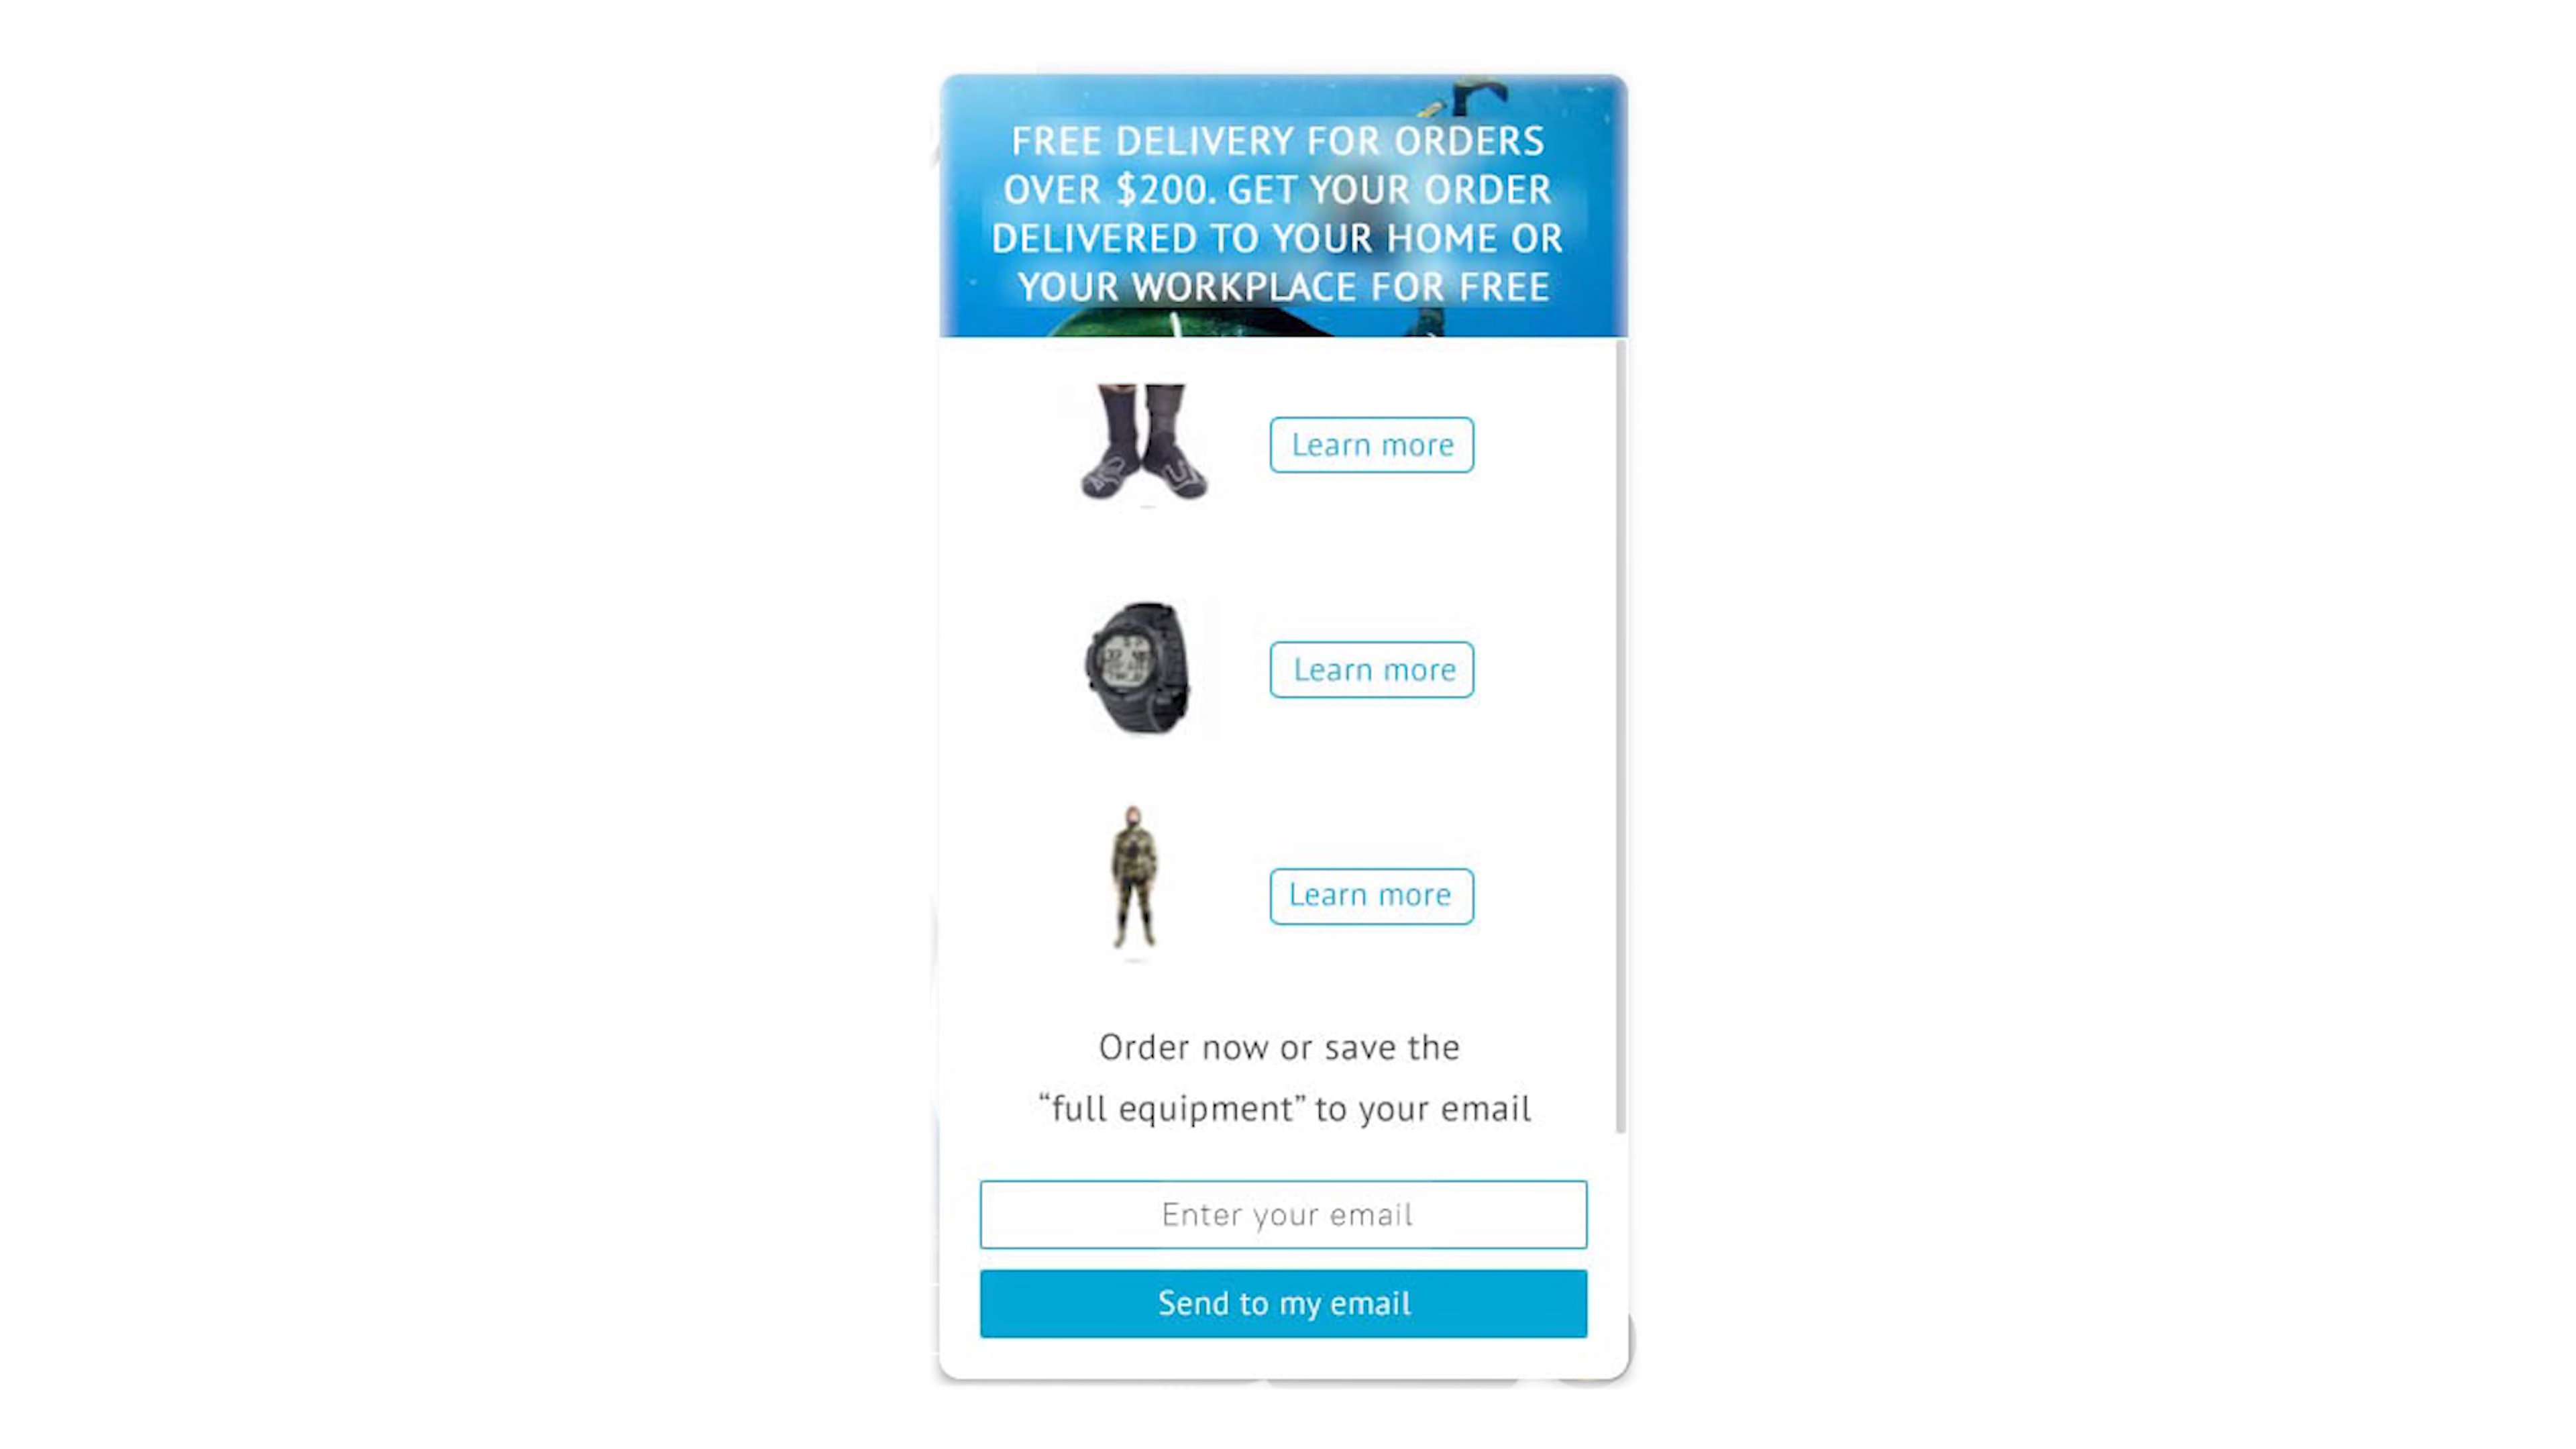 FREE DELIVERY FOR ORDERS
OVER $200. GET YOUR ORDER
DELIVERED TO YOUR HOME OR
YOUR WORKPLACE FOR FREE
Learn more
Learn more
Learn more
Order now or save the
“full equipment” to your email
Enter your email
Send to my email